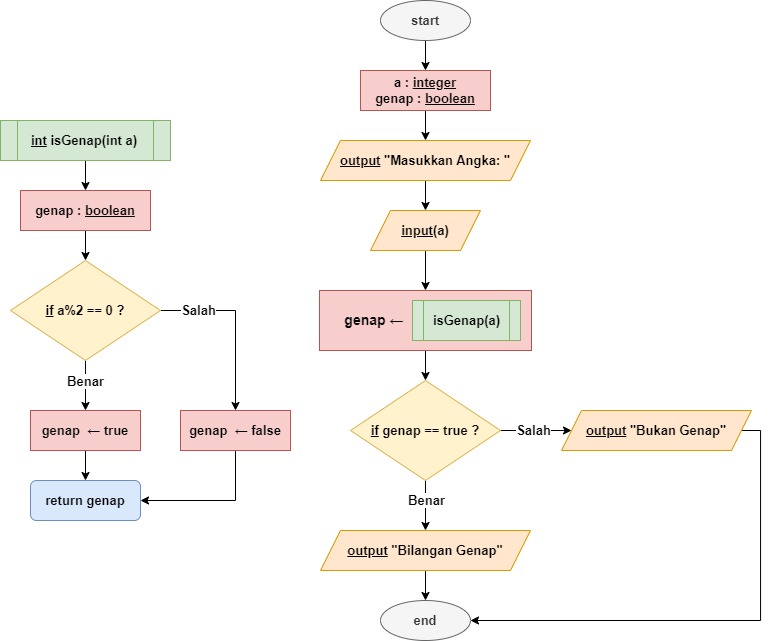 int isGenap(int a)
genap : boolean
if a%2 == 0 ?
Salah
Benar
genap ← true
genap ← false
return genap
start
a : integer
genap : boolean
output "Masukkan Angka: "
input(a)
genap ← isGenap(a)
if genap == true ?
Salah
output "Bukan Genap"
Benar
output "Bilangan Genap"
end